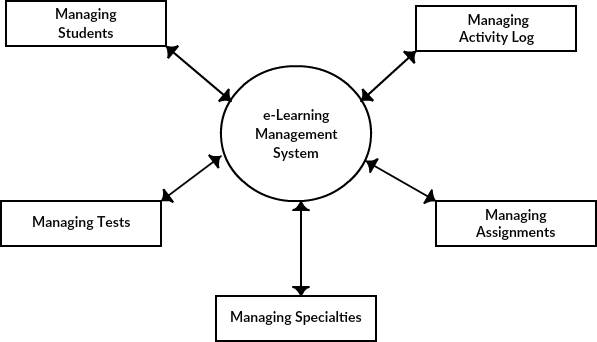 Managing
Students
Managing
Activity Log
e-Learning
Management
System
Managing Tests
Managing
Assignments
Managing Specialties